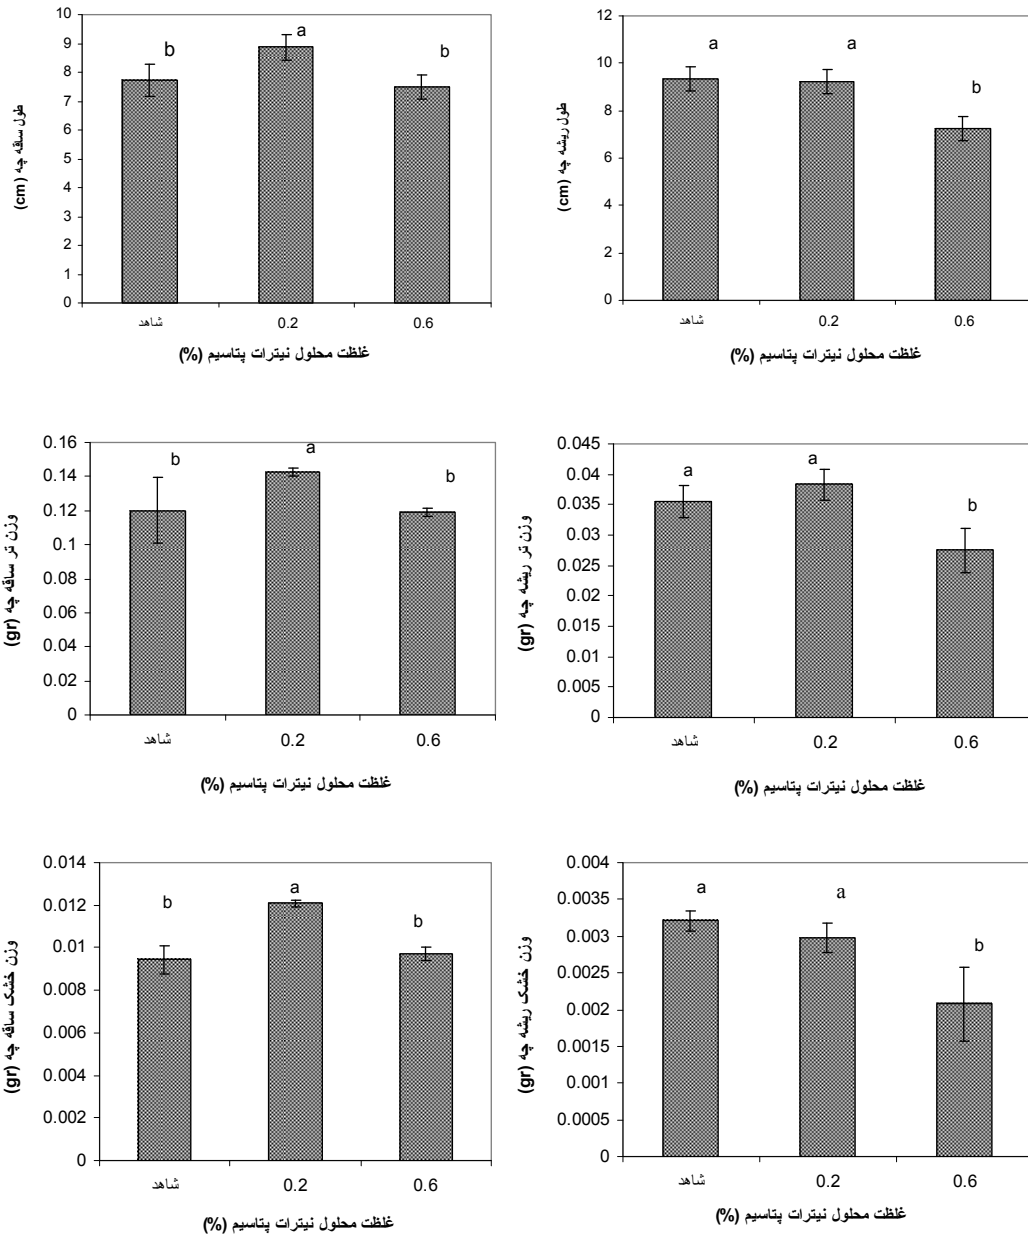 10
9
8
7
6
5
4
3
2
1
0
b
a
b
طول ساقه چه (cm)
شاهد
0.2
0.6
غلظت محلول نیترات پتاسیم (%)
12
10
8
6
4
2
0
a
a
b
طول ریشه چه (cm)
شاهد
0.2
0.6
غلظت محلول نیترات پتاسیم (%)
0.16
0.14
0.12
0.1
0.08
0.06
0.04
0.02
0
b
a
b
وزن تر ساقه چه (gr)
شاهد
0.2
0.6
غلظت محلول نیترات پتاسیم (%)
0.045
0.04
0.035
0.03
0.025
0.02
0.015
0.01
0.005
0
a
a
b
وزن تر ریشه چه (gr)
شاهد
0.2
0.6
غلظت محلول نیترات پتاسیم (%)
0.014
0.012
0.01
0.008
0.006
0.004
0.002
0
b
a
b
وزن خشک ساقه چه (gr)
شاهد
0.2
0.6
غلظت محلول نیترات پتاسیم (%)
0.004
0.0035
0.003
0.0025
0.002
0.0015
0.001
0.0005
0
a
a
b
وزن خشک ریشه چه (gr)
شاهد
0.2
0.6
غلظت محلول نیترات پتاسیم (%)